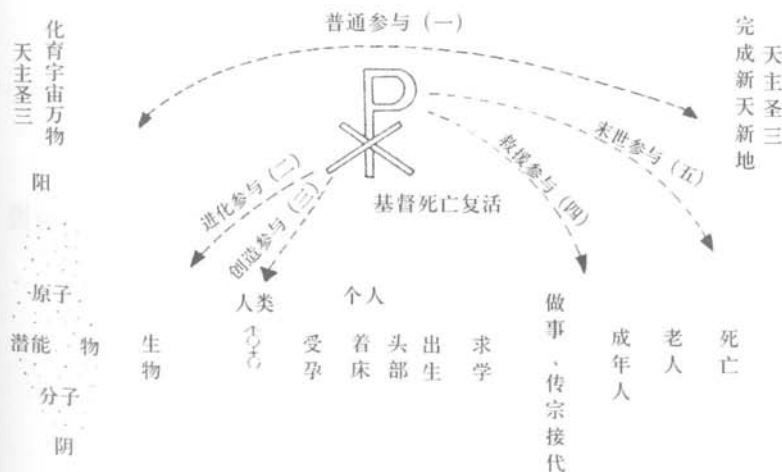 普通参与（一）
天主圣三
化育宇宙万物
完成新天新地
天主圣三
阳
进化参与（二）
创造参与（三）
基督死亡复活
救援参与（四）
末世参与（五）
原子
潜能 物
分子
阴
生物
人类
个人
受孕
着床
头部
出生
求学
做事、传宗接代
成年人
老人
死亡